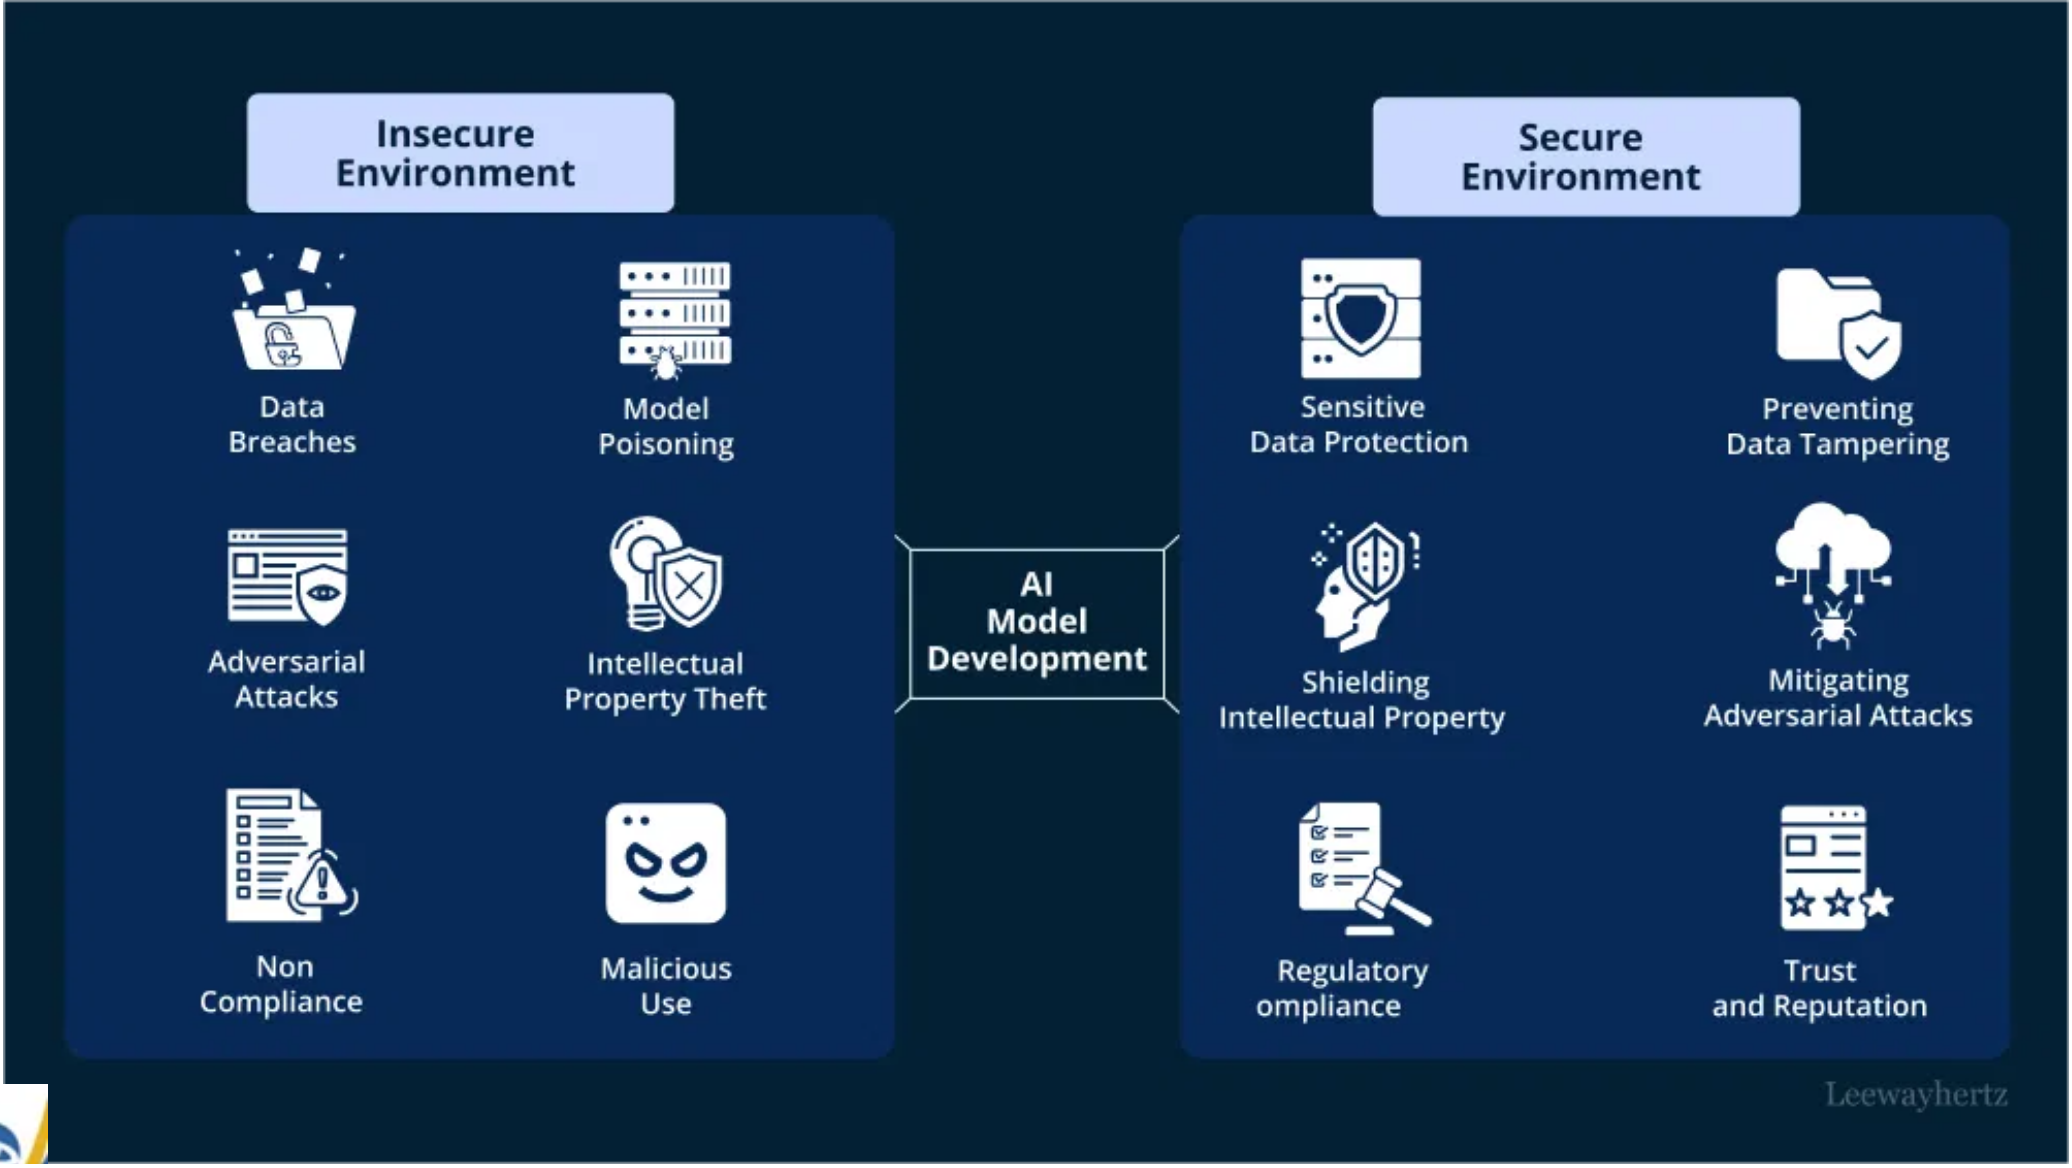 Insecure
Environment
Data
Breaches
Model
Poisoning
Adversarial
Attacks
Intellectual
Property Theft
Non
Compliance
Malicious
Use
AI
Model
Development
Secure
Environment
Sensitive
Data Protection
Preventing
Data Tampering
Shielding
Intellectual Property
Mitigating
Adversarial Attacks
Regulatory
ompliance
Trust
and Reputation
Leewayhertz